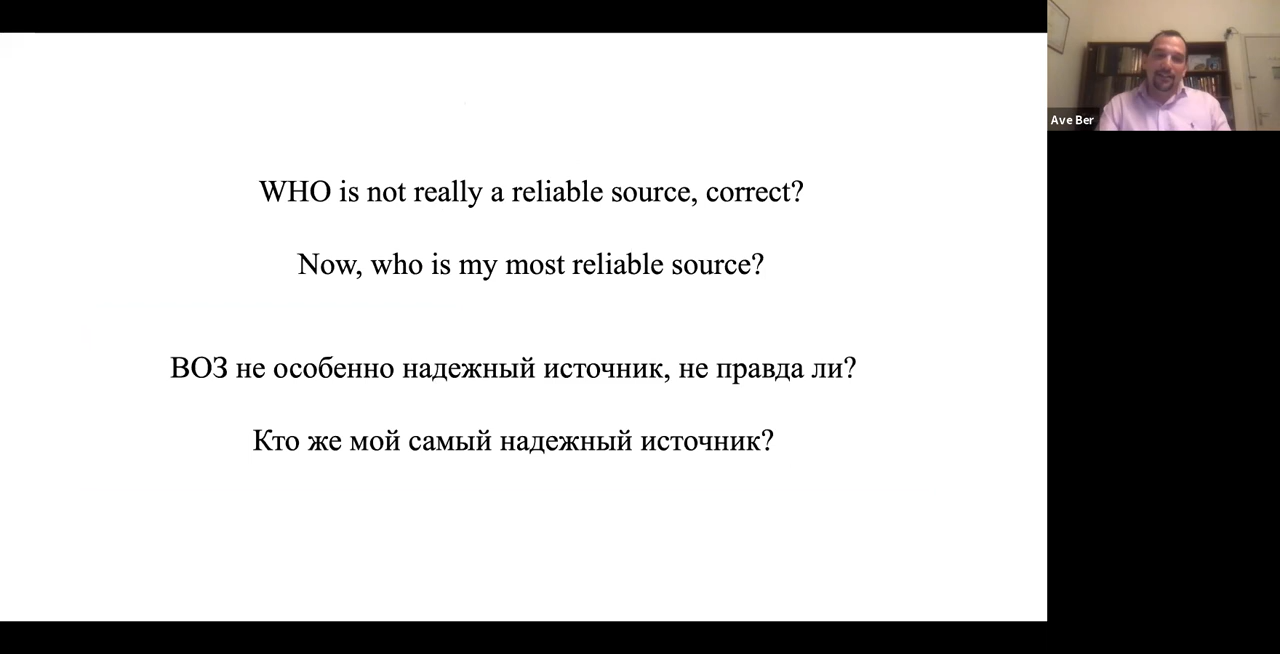 WHO is not really a reliable source, correct?
Now, who is my most reliable source?
ВОЗ не особенно надежный источник, не правда ли?
Кто же мой самый надежный источник?
Ave Ber